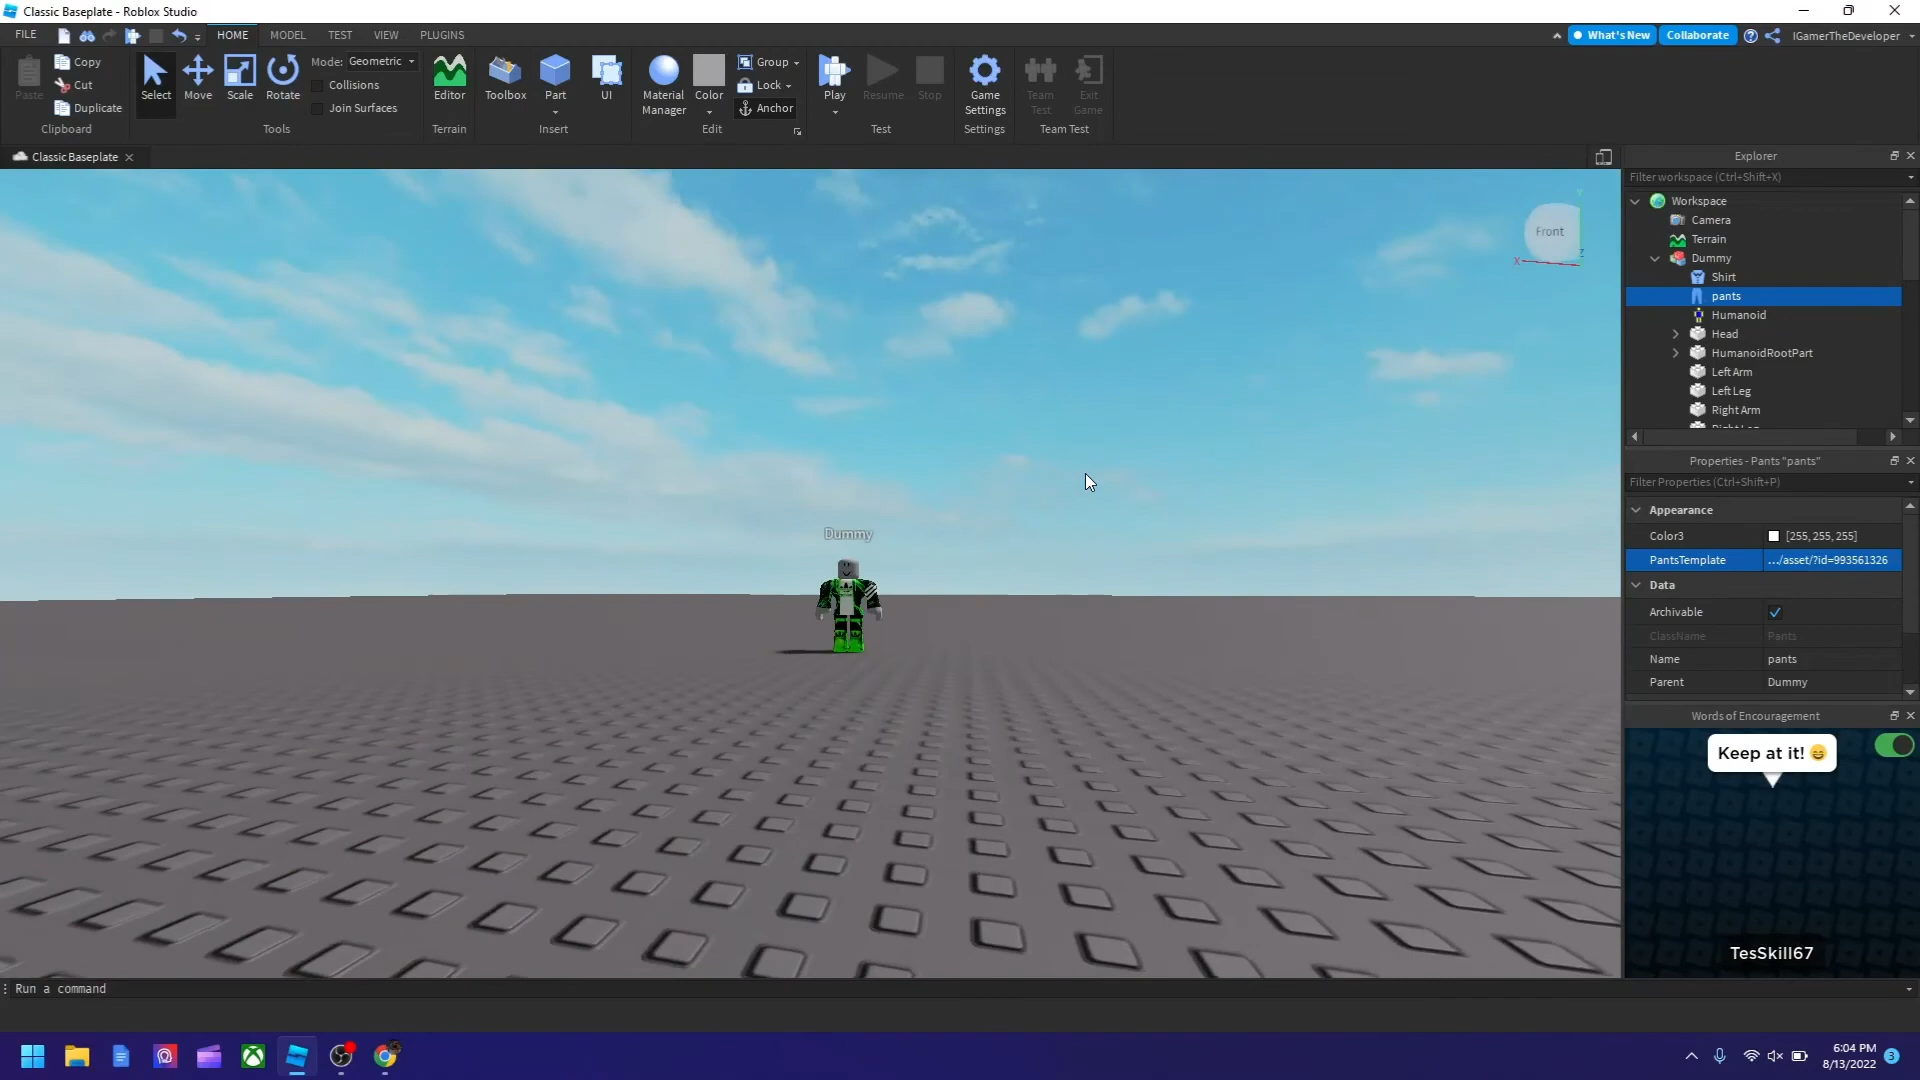 Classic Baseplate - Roblox Studio
FILE
HOME
MODEL
TEST
VIEW
PLUGINS
What's New
Collaborate
IGamerTheDeveloper
Paste
Copy
Cut
Duplicate
Clipboard
Select
Move
Scale
Rotate
Mode: Geometric
Collisions
Join Surfaces
Tools
Editor
Terrain
Toolbox
Part
UI
Insert
Material
Manager
Color
Group
Lock
Anchor
Edit
Play
Resume
Stop
Test
Game
Settings
Settings
Team
Test
Exit
Game
Team Test
Classic Baseplate
Front
Y
X
Z
Dummy
Explorer
Filter workspace (Ctrl+Shift+X)
Workspace
Camera
Terrain
Dummy
Shirt
pants
Humanoid
Head
HumanoidRootPart
Left Arm
Left Leg
Right Arm
Right Leg
Properties - Pants "pants"
Filter Properties (Ctrl+Shift+P)
Appearance
Color3 [255, 255, 255]
PantsTemplate .../asset/?id=993561326
Data
Archivable
ClassName Pants
Name pants
Parent Dummy
Words of Encouragement
Keep at it! 😄
TesSkill67
Run a command
6:04 PM
8/13/2022
3